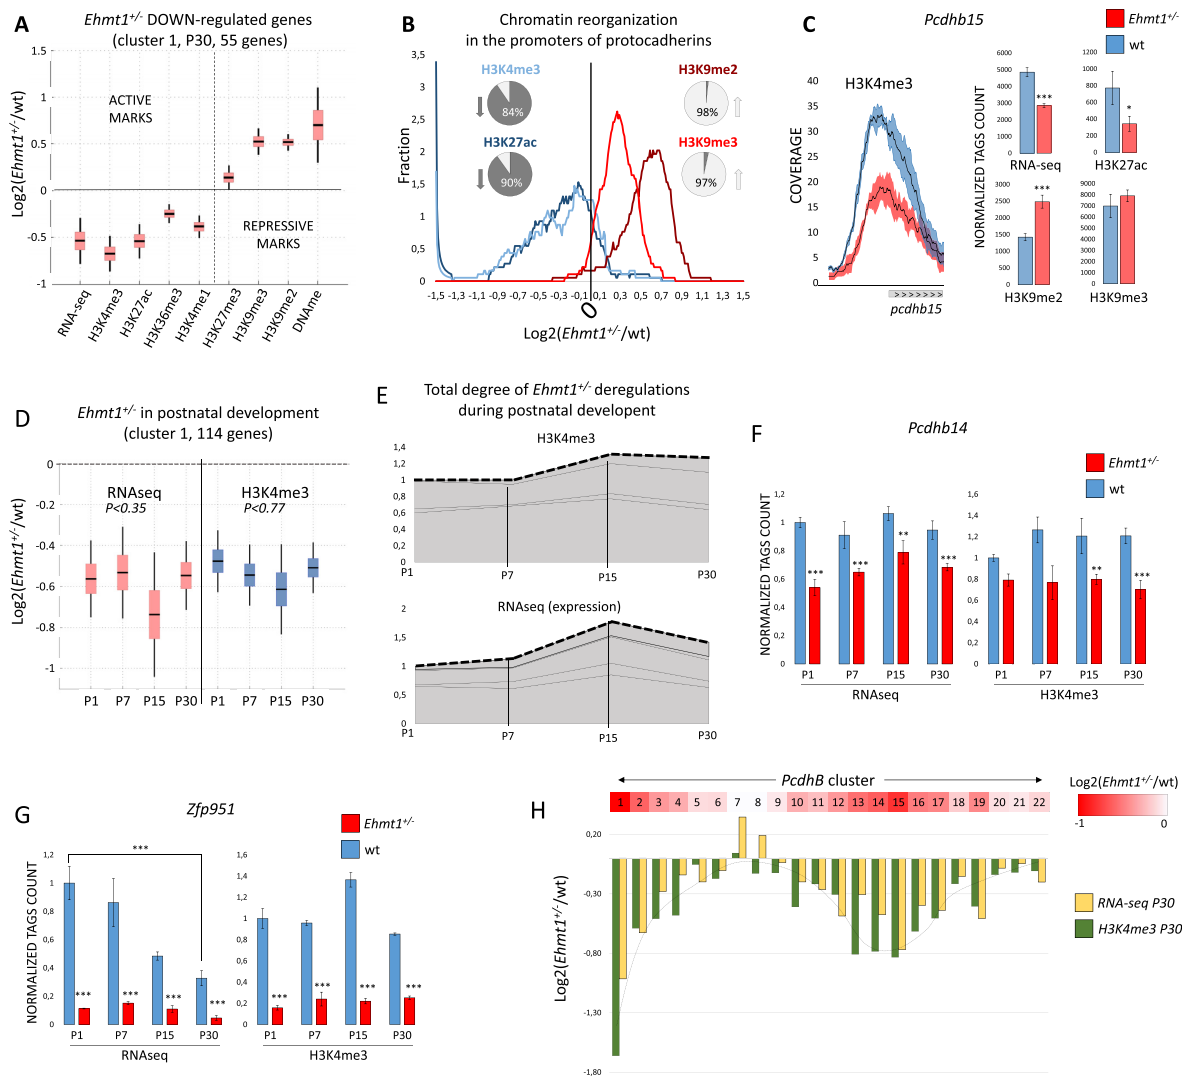 A
Ehmt1+/- DOWN-regulated genes
(cluster 1, P30, 55 genes)
Log2(Ehmt1+/-/wt)
1.5
1
0.5
0
-0.5
-1
ACTIVE
MARKS
REPRESSIVE
MARKS
RNA-seq
H3K4me3
H3K27ac
H3K36me3
H3K4me1
H3K27me3
H3K9me3
H3K9me2
DNAme
B
Chromatin reorganization
in the promoters of protocadherins
Fraction
3,5
3
2,5
2
1,5
1
0,5
0
H3K4me3
84%
H3K27ac
90%
H3K9me2
98%
H3K9me3
97%
-1,5 -1,3 -1,1 -0,9 -0,7 -0,5 -0,3 -0,1 0,1 0,3 0,5 0,7 0,9 1,1 1,3 1,5
0
Log2(Ehmt1+/-/wt)
C
Pcdhb15
Ehmt1+/-
wt
H3K4me3
COVERAGE
40
35
30
25
20
15
10
5
0
>>>>>>>
pcdhb15
NORMALIZED TAGS COUNT
6000
5000
4000
3000
2000
1000
0
***
RNA-seq
1200
1000
800
600
400
200
0
*
H3K27ac
3500
3000
2500
2000
1500
1000
500
0
***
H3K9me2
9000
8000
7000
6000
5000
4000
3000
2000
1000
0
H3K9me3
D
Ehmt1+/- in postnatal development
(cluster 1, 114 genes)
Log2(Ehmt1+/-/wt)
0
-0.2
-0.4
-0.6
-0.8
-1
RNAseq
P<0.35
H3K4me3
P<0.77
P1 P7 P15 P30 P1 P7 P15 P30
E
Total degree of Ehmt1+/- deregulations
during postnatal developent
H3K4me3
1,4
1,2
1
0,8
0,6
0,4
0,2
0
P1 P7 P15 P30
RNAseq (expression)
2
1,5
1
0,5
0
P1 P7 P15 P30
F
Pcdhb14
Ehmt1+/-
wt
NORMALIZED TAGS COUNT
1,2
1
0,8
0,6
0,4
0,2
0
*** *** ** ***
P1 P7 P15 P30
RNAseq
1,6
1,4
1,2
1
0,8
0,6
0,4
0,2
0
** ***
P1 P7 P15 P30
H3K4me3
G
Zfp951
Ehmt1+/-
wt
NORMALIZED TAGS COUNT
1,2
1
0,8
0,6
0,4
0,2
0
***
*** *** *** ***
P1 P7 P15 P30
RNAseq
1,6
1,4
1,2
1
0,8
0,6
0,4
0,2
0
*** *** *** ***
P1 P7 P15 P30
H3K4me3
H
PcdhB cluster
1 2 3 4 5 6 7 8 9 10 11 12 13 14 15 16 17 18 19 20 21 22
Log2(Ehmt1+/-/wt)
-1 0
Log2(Ehmt1+/-/wt)
0,20
-0,30
-0,80
-1,30
-1,80
RNA-seq P30
H3K4me3 P30